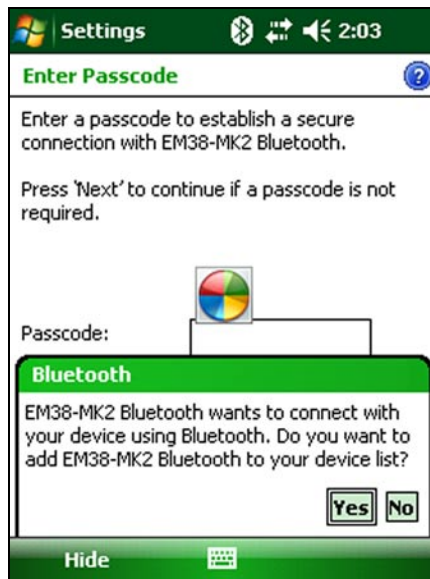 Settings 2:03
Enter Passcode ?
Enter a passcode to establish a secure
connection with EM38-MK2 Bluetooth.
Press 'Next' to continue if a passcode is not
required.
Passcode:
Bluetooth
EM38-MK2 Bluetooth wants to connect with
your device using Bluetooth. Do you want to
add EM38-MK2 Bluetooth to your device list?
Yes No
Hide